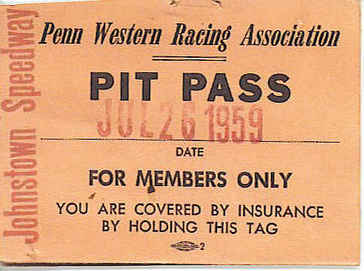 Penn Western Racing Association
PIT PASS
JUL 26 1959
DATE
FOR MEMBERS ONLY
YOU ARE COVERED BY INSURANCE
BY HOLDING THIS TAG
2
Johnstown Speedway